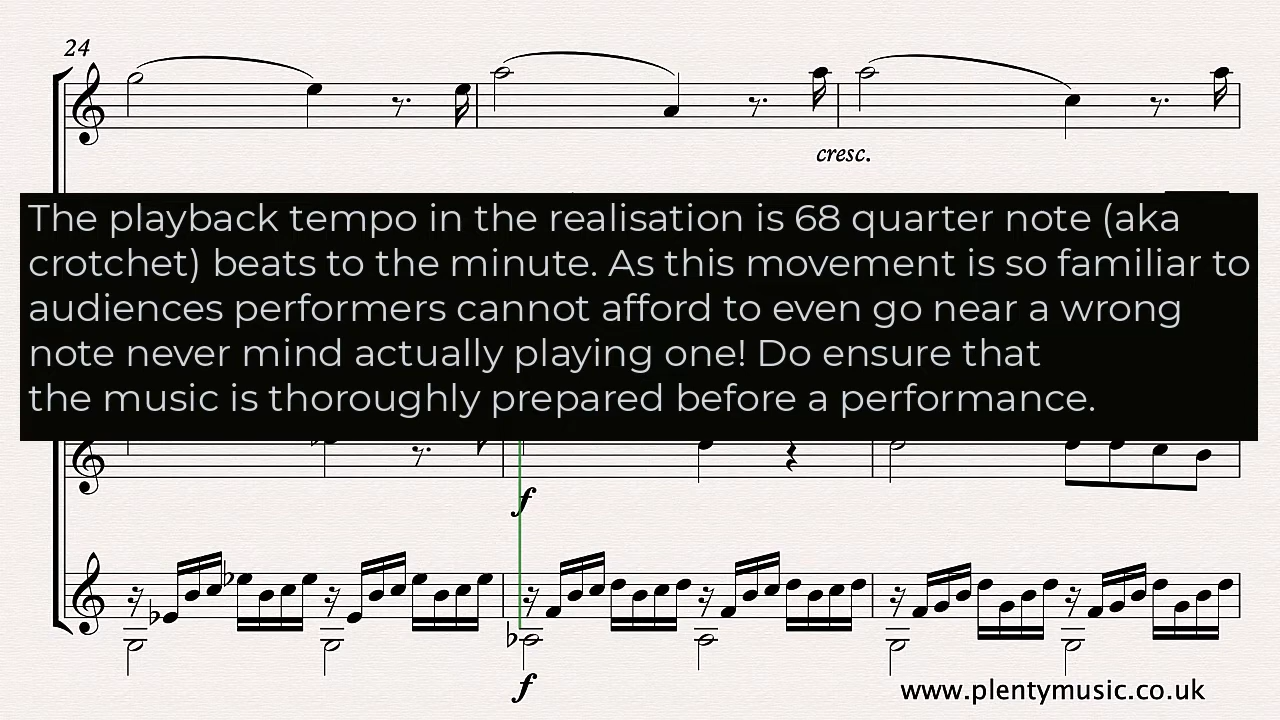 24
cresc.
The playback tempo in the realisation is 68 quarter note (aka
crotchet) beats to the minute. As this movement is so familiar to
audiences performers cannot afford to even go near a wrong
note never mind actually playing one! Do ensure that
the music is thoroughly prepared before a performance.
f
f
www.plentymusic.co.uk